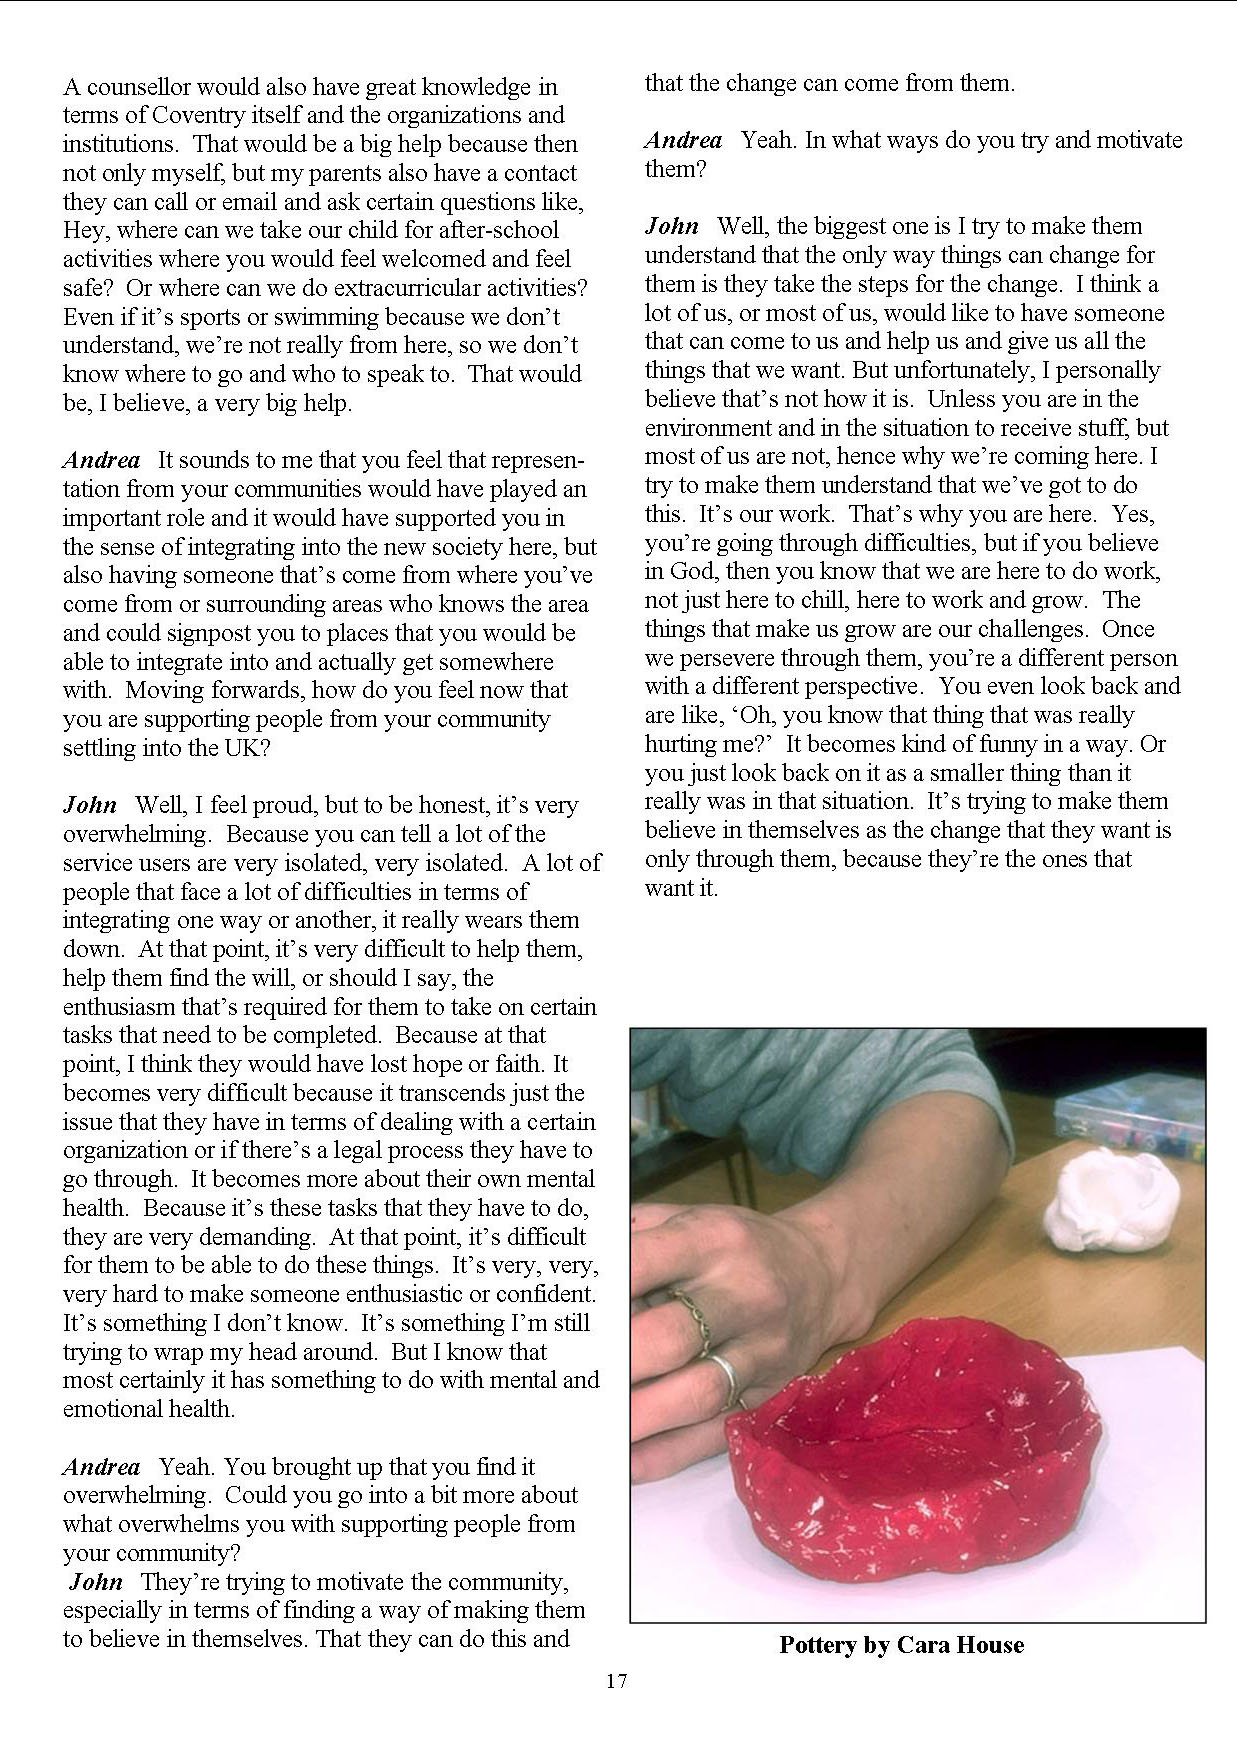 A counsellor would also have great knowledge in
terms of Coventry itself and the organizations and
institutions.  That would be a big help because then
not only myself, but my parents also have a contact
they can call or email and ask certain questions like,
Hey, where can we take our child for after-school
activities where you would feel welcomed and feel
safe?  Or where can we do extracurricular activities?
Even if it’s sports or swimming because we don’t
understand, we’re not really from here, so we don’t
know where to go and who to speak to.  That would
be, I believe, a very big help.

Andrea  It sounds to me that you feel that represen-
tation from your communities would have played an
important role and it would have supported you in
the sense of integrating into the new society here, but
also having someone that’s come from where you’ve
come from or surrounding areas who knows the area
and could signpost you to places that you would be
able to integrate into and actually get somewhere
with.  Moving forwards, how do you feel now that
you are supporting people from your community
settling into the UK?

John  Well, I feel proud, but to be honest, it’s very
overwhelming.  Because you can tell a lot of the
service users are very isolated, very isolated.  A lot of
people that face a lot of difficulties in terms of
integrating one way or another, it really wears them
down.  At that point, it’s very difficult to help them,
help them find the will, or should I say, the
enthusiasm that’s required for them to take on certain
tasks that need to be completed.  Because at that
point, I think they would have lost hope or faith. It
becomes very difficult because it transcends just the
issue that they have in terms of dealing with a certain
organization or if there’s a legal process they have to
go through.  It becomes more about their own mental
health.  Because it’s these tasks that they have to do,
they are very demanding.  At that point, it’s difficult
for them to be able to do these things.  It’s very, very,
very hard to make someone enthusiastic or confident.
It’s something I don’t know.  It’s something I’m still
trying to wrap my head around.  But I know that
most certainly it has something to do with mental and
emotional health.

Andrea  Yeah. You brought up that you find it
overwhelming.  Could you go into a bit more about
what overwhelms you with supporting people from
your community?
John  They’re trying to motivate the community,
especially in terms of finding a way of making them
to believe in themselves. That they can do this and
that the change can come from them.

Andrea  Yeah. In what ways do you try and motivate
them?

John  Well, the biggest one is I try to make them
understand that the only way things can change for
them is they take the steps for the change.  I think a
lot of us, or most of us, would like to have someone
that can come to us and help us and give us all the
things that we want. But unfortunately, I personally
believe that’s not how it is.  Unless you are in the
environment and in the situation to receive stuff, but
most of us are not, hence why we’re coming here. I
try to make them understand that we’ve got to do
this.  It’s our work.  That’s why you are here.  Yes,
you’re going through difficulties, but if you believe
in God, then you know that we are here to do work,
not just here to chill, here to work and grow.  The
things that make us grow are our challenges.  Once
we persevere through them, you’re a different person
with a different perspective.  You even look back and
are like, ‘Oh, you know that thing that was really
hurting me?’  It becomes kind of funny in a way. Or
you just look back on it as a smaller thing than it
really was in that situation.  It’s trying to make them
believe in themselves as the change that they want is
only through them, because they’re the ones that
want it.

Pottery by Cara House
17